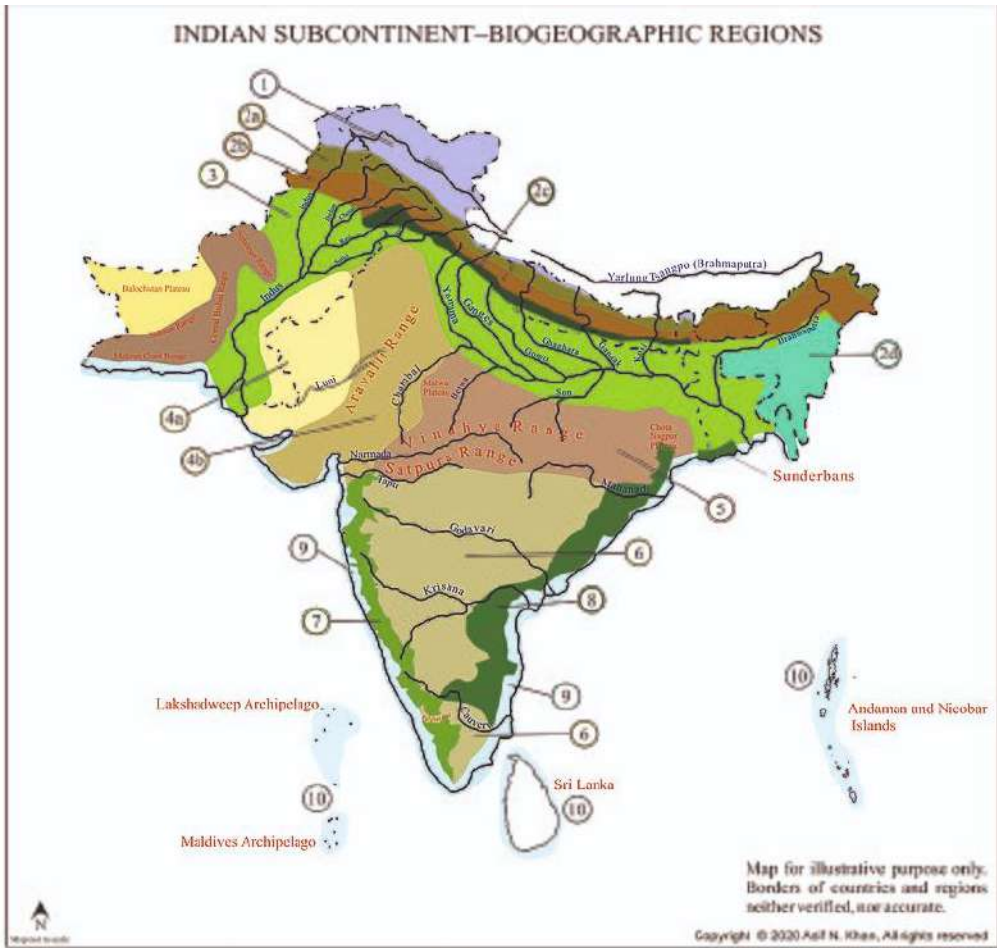 INDIAN SUBCONTINENT–BIOGEOGRAPHIC REGIONS
1
2a
2b
3
2c
Yarlung Tsangpo (Brahmaputra)
Indus
Balochistan Plateau
Indus
Yamuna
Ganges
Ghaghara
Gomti
Brahmaputra
2d
Luni
Aravalli Range
Chambal
Betwa
Malwa
Plateau
Son
4a
4b
Vindhya Range
Chota
Nagpur
Satpura Range
Narmada
Tapti
Mahanadi
Sunderbans
5
Godavari
6
9
Krisana
8
7
9
10
Lakshadweep Archipelago
Andaman and Nicobar
Islands
Cauvery
6
Sri Lanka
10
10
Maldives Archipelago
Map for illustrative purpose only.
Borders of countries and regions
neither verified, nor accurate.
N
Copyright © 2020 Asif N. Khan, All rights reserved